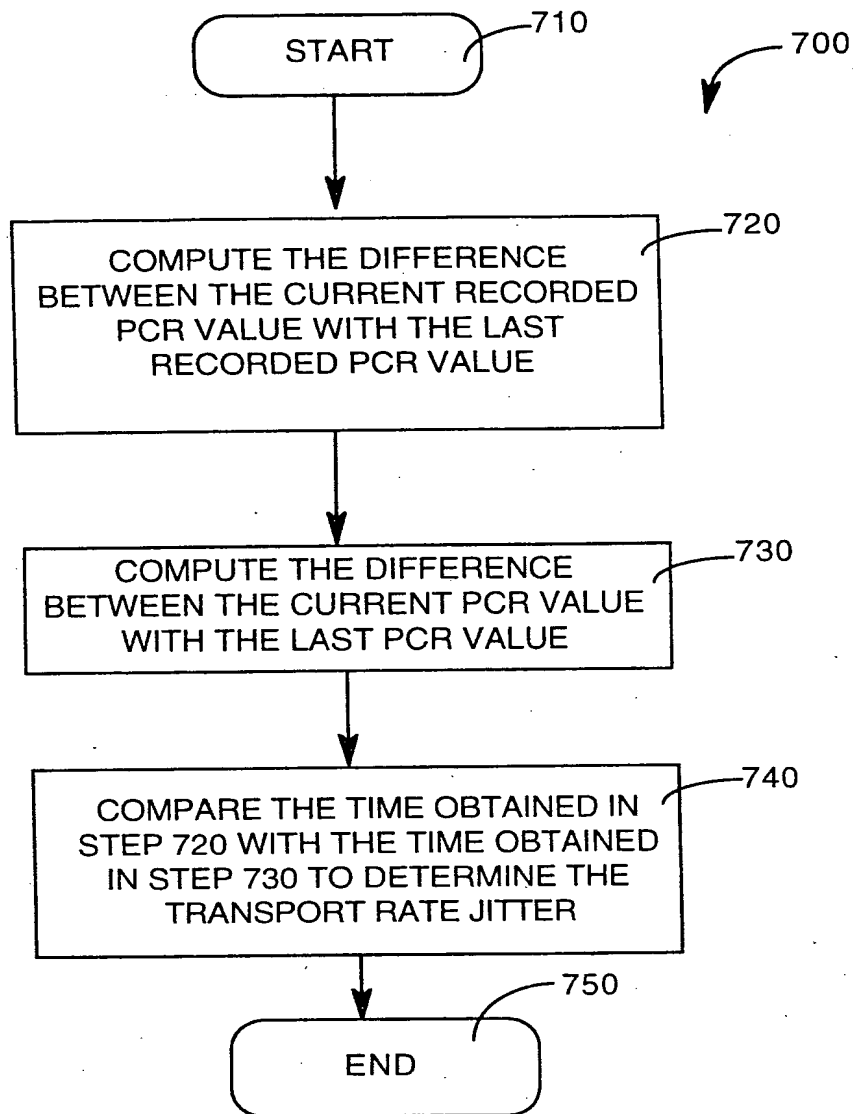 START
710
700
COMPUTE THE DIFFERENCE
BETWEEN THE CURRENT RECORDED
PCR VALUE WITH THE LAST
RECORDED PCR VALUE
720
COMPUTE THE DIFFERENCE
BETWEEN THE CURRENT PCR VALUE
WITH THE LAST PCR VALUE
730
COMPARE THE TIME OBTAINED IN
STEP 720 WITH THE TIME OBTAINED
IN STEP 730 TO DETERMINE THE
TRANSPORT RATE JITTER
740
END
750